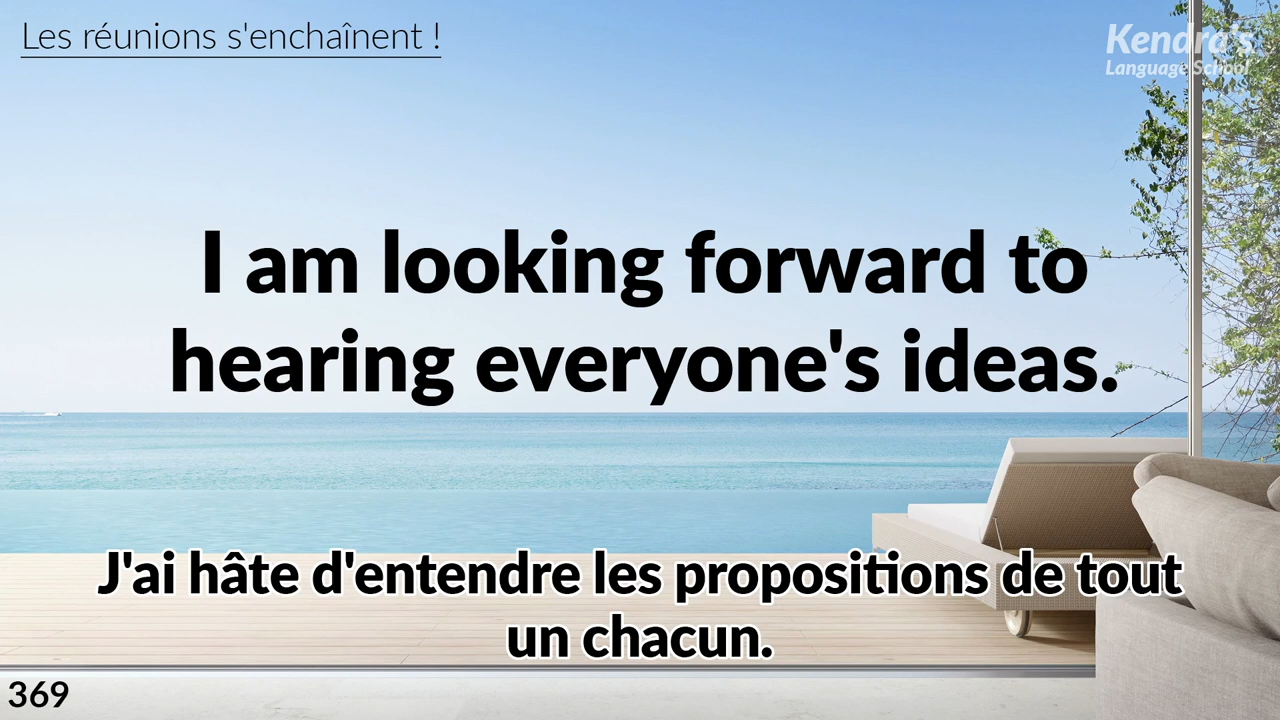 Les réunions s'enchaînent !
Kendra's
Language School
I am looking forward to
hearing everyone's ideas.
J'ai hâte d'entendre les propositions de tout
un chacun.
369